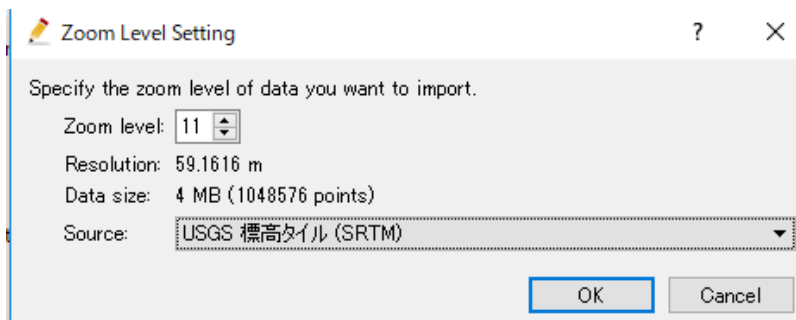 Zoom Level Setting
Specify the zoom level of data you want to import.
Zoom level: 11
Resolution: 59.1616 m
Data size: 4 MB (1048576 points)
Source: USGS 標高タイル (SRTM)
OK Cancel